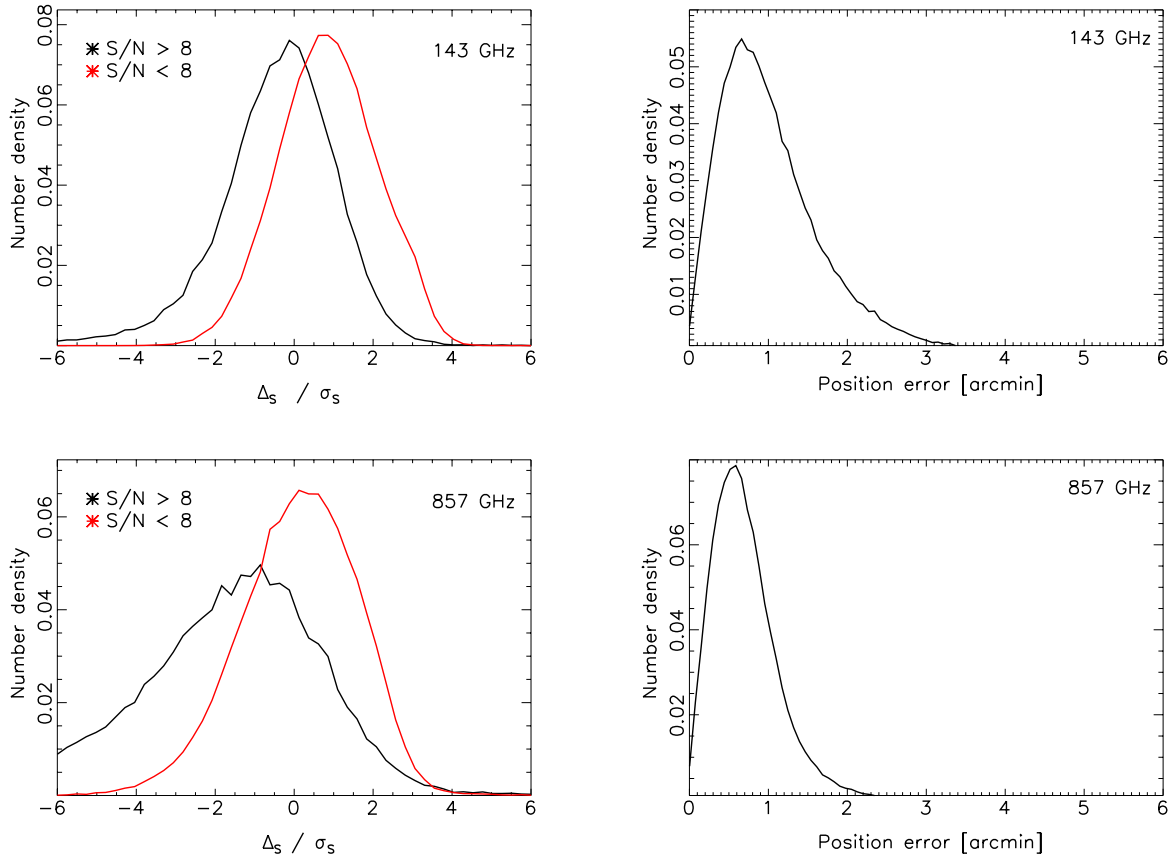 0.08
0.06
0.04
0.02
Number density
S/N > 8
S/N < 8
143 GHz
−6 −4 −2 0 2 4 6
Δs / σs
0.05
0.04
0.03
0.02
0.01
Number density
143 GHz
0 1 2 3 4 5 6
Position error [arcmin]
0.06
0.04
0.02
Number density
S/N > 8
S/N < 8
857 GHz
−6 −4 −2 0 2 4 6
Δs / σs
0.06
0.04
0.02
Number density
857 GHz
0 1 2 3 4 5 6
Position error [arcmin]